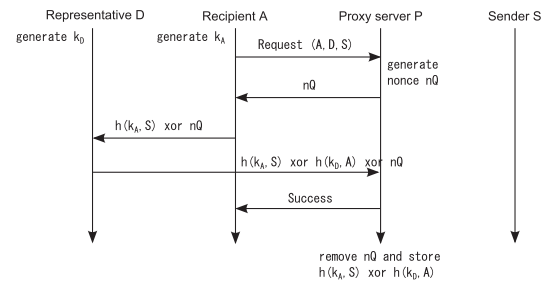 Representative D Recipient A Proxy server P Sender S
generate k_D generate k_A
Request (A, D, S)
generate
nonce nQ
nQ
h(k_A, S) xor nQ
h(k_A, S) xor h(k_D, A) xor nQ
Success
remove nQ and store
h(k_A, S) xor h(k_D, A)